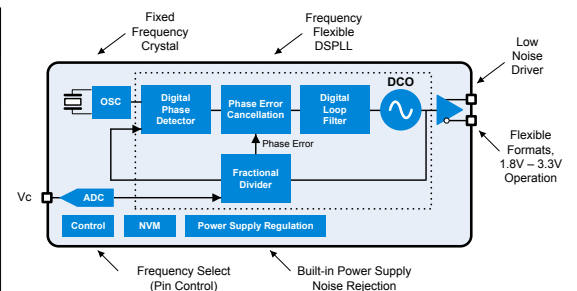 Fixed
Frequency
Crystal
Frequency
Flexible
DSPLL
Low
Noise
Driver
OSC
Digital
Phase
Detector
Phase Error
Cancellation
Digital
Loop
Filter
DCO
Phase Error
Fractional
Divider
Flexible
Formats,
1.8V – 3.3V
Operation
Vc
ADC
Control
NVM
Power Supply Regulation
Frequency Select
(Pin Control)
Built-in Power Supply
Noise Rejection